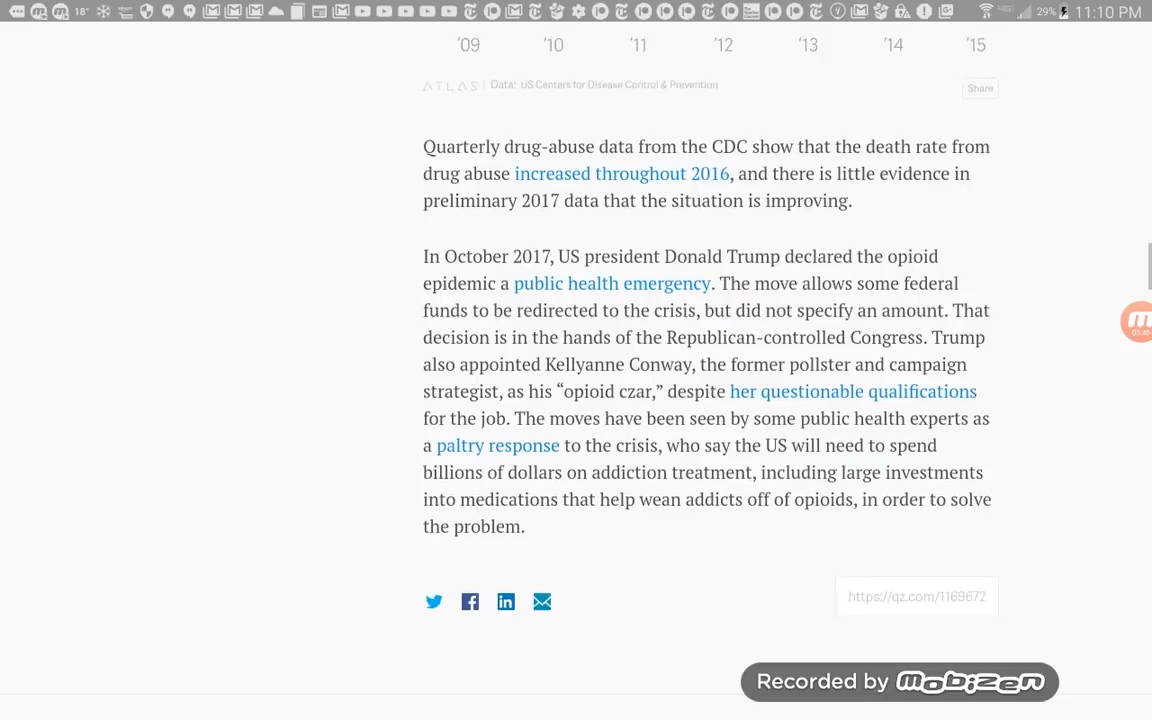 18° 29% 11:10 PM
'09 '10 '11 '12 '13 '14 '15
ATLAS Data: US Centers for Disease Control & Prevention Share
Quarterly drug-abuse data from the CDC show that the death rate from
drug abuse increased throughout 2016, and there is little evidence in
preliminary 2017 data that the situation is improving.
In October 2017, US president Donald Trump declared the opioid
epidemic a public health emergency. The move allows some federal
funds to be redirected to the crisis, but did not specify an amount. That
decision is in the hands of the Republican-controlled Congress. Trump
also appointed Kellyanne Conway, the former pollster and campaign
strategist, as his “opioid czar,” despite her questionable qualifications
for the job. The moves have been seen by some public health experts as
a paltry response to the crisis, who say the US will need to spend
billions of dollars on addiction treatment, including large investments
into medications that help wean addicts off of opioids, in order to solve
the problem.
https://qz.com/1169672
Recorded by mobizen